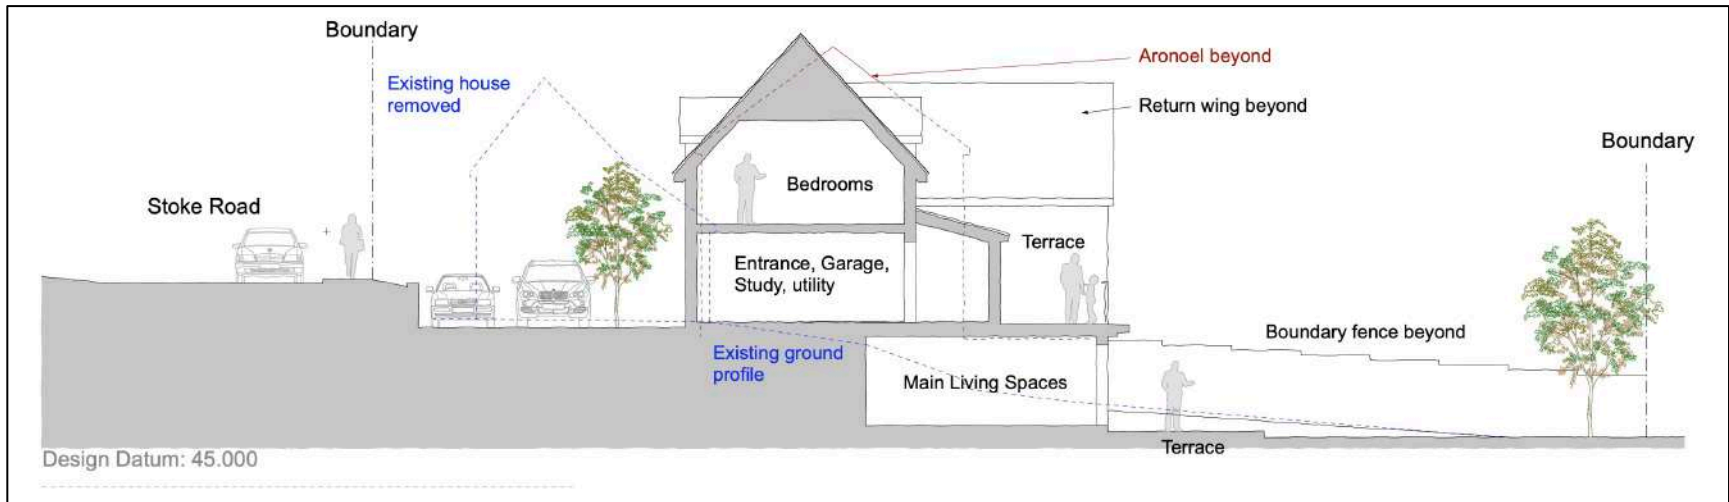 Boundary
Existing house
removed
Aronoel beyond
Return wing beyond
Boundary
Stoke Road
Bedrooms
Terrace
Entrance, Garage,
Study, utility
Existing ground
profile
Boundary fence beyond
Main Living Spaces
Terrace
Design Datum: 45.000